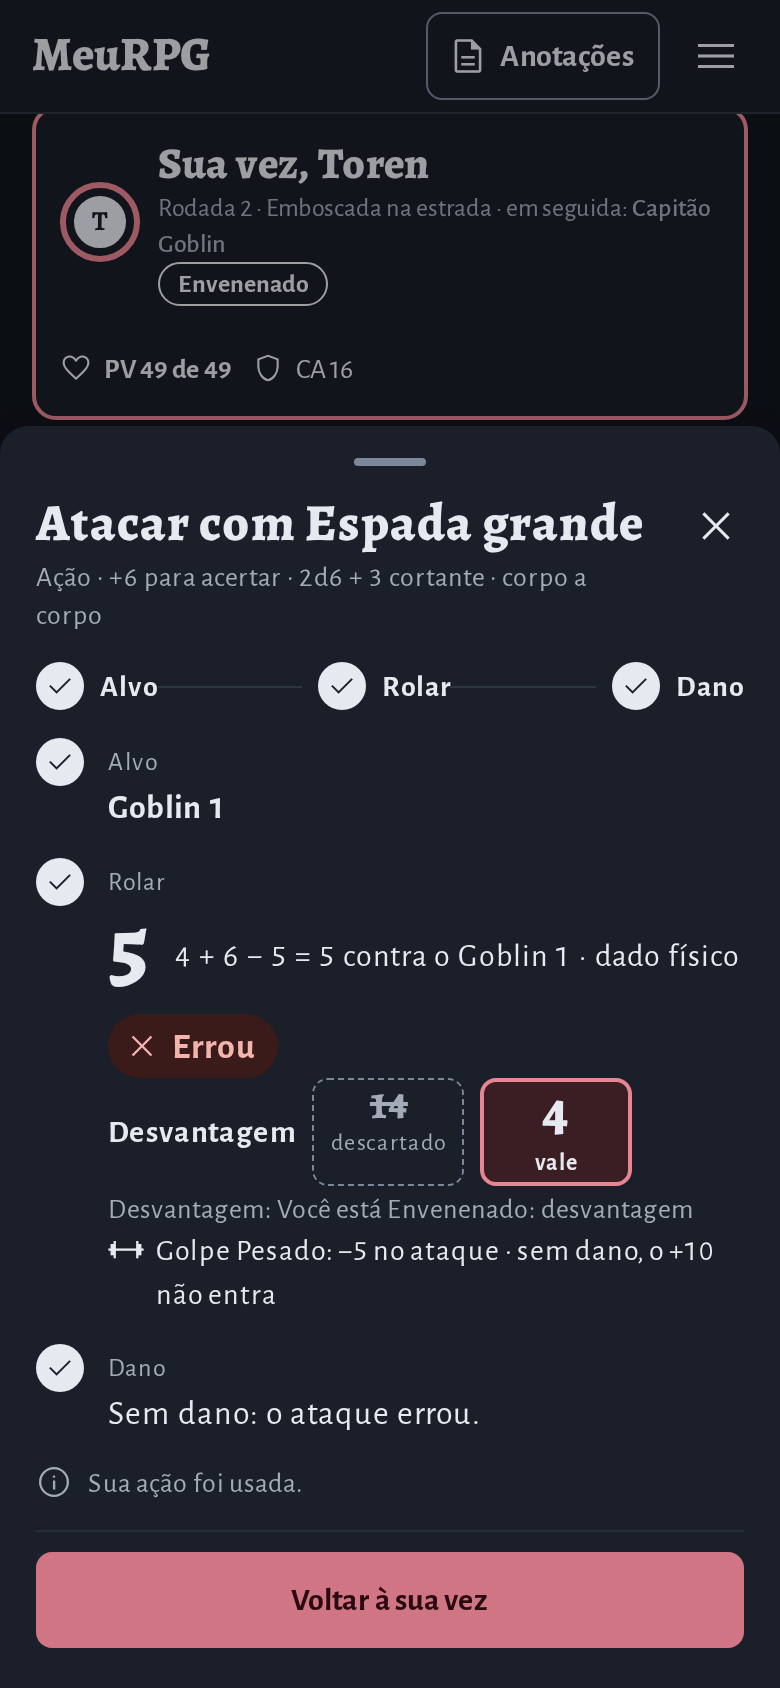 MeuRPG
Anotações
Sua vez, Toren
T
Rodada 2 · Emboscada na estrada · em seguida: Capitão
Goblin
Envenenado
PV 49 de 49
CA 16
Atacar com Espada grande
Ação · +6 para acertar · 2d6 + 3 cortante · corpo a
corpo
Alvo
Rolar
Dano
Alvo
Goblin 1
Rolar
5
4 + 6 − 5 = 5 contra o Goblin 1 · dado físico
Errou
Desvantagem
14
descartado
4
vale
Desvantagem: Você está Envenenado: desvantagem
Golpe Pesado: −5 no ataque · sem dano, o +10
não entra
Dano
Sem dano: o ataque errou.
Sua ação foi usada.
Voltar à sua vez